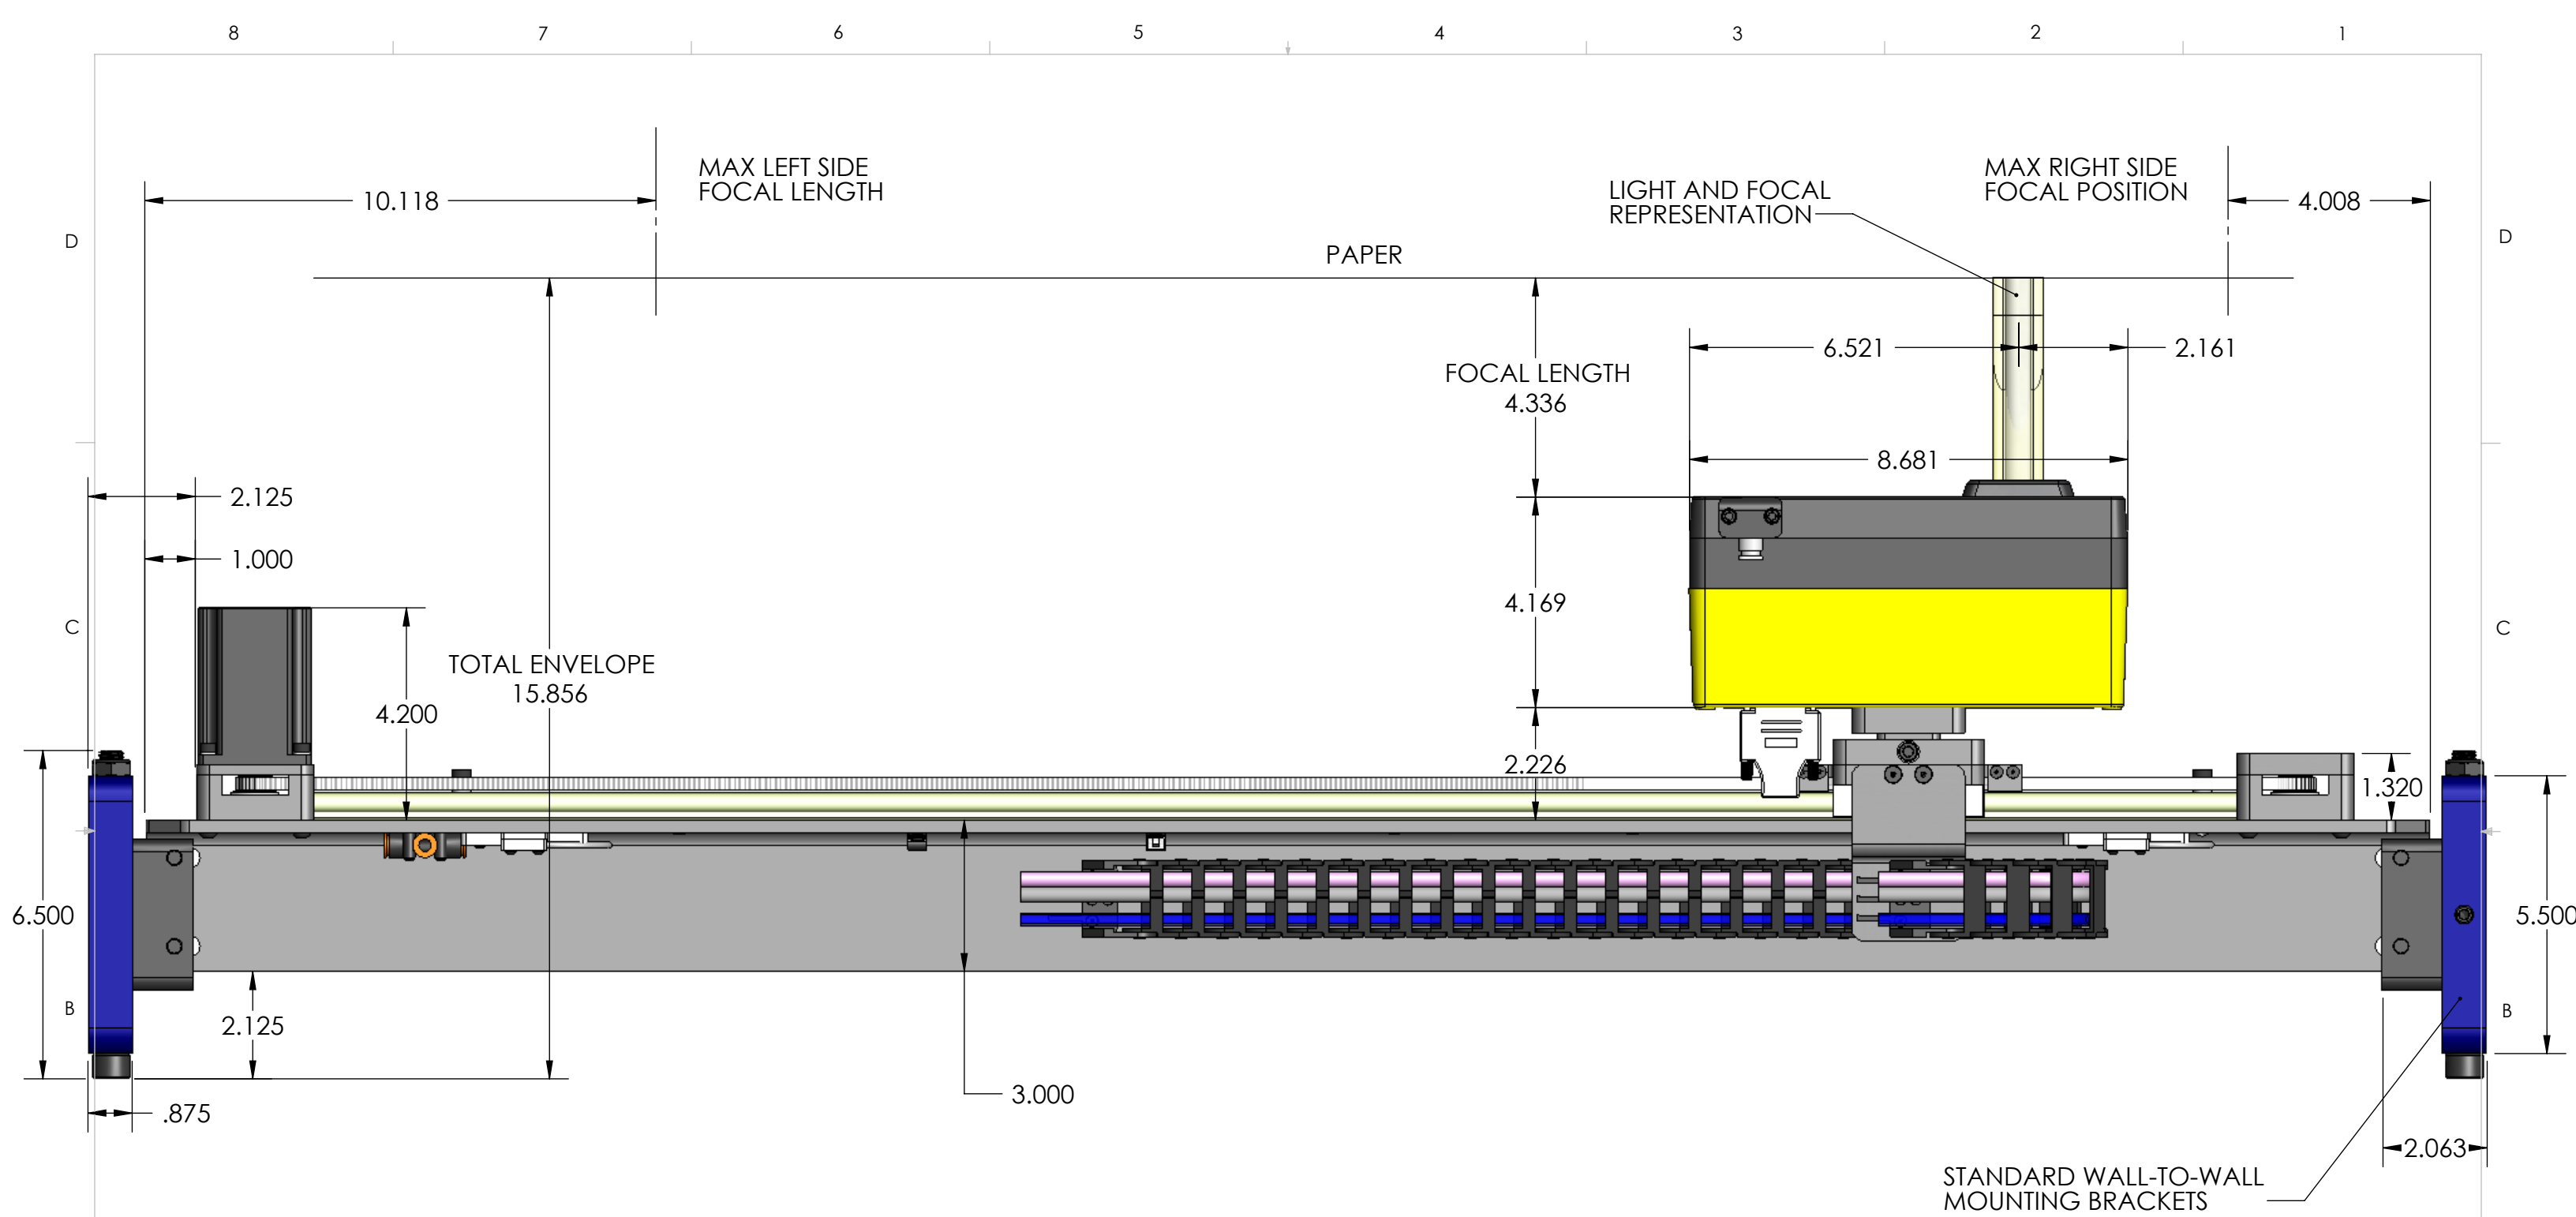 8 7 6 5 4 3 2 1
MAX LEFT SIDE
FOCAL LENGTH
10.118
LIGHT AND FOCAL
REPRESENTATION
MAX RIGHT SIDE
FOCAL POSITION
4.008
D
D
PAPER
6.521
2.161
FOCAL LENGTH
4.336
8.681
2.125
1.000
4.169
C
C
TOTAL ENVELOPE
15.856
4.200
2.226
1.320
6.500
5.500
B
B
2.125
3.000
.875
2.063
STANDARD WALL-TO-WALL
MOUNTING BRACKETS